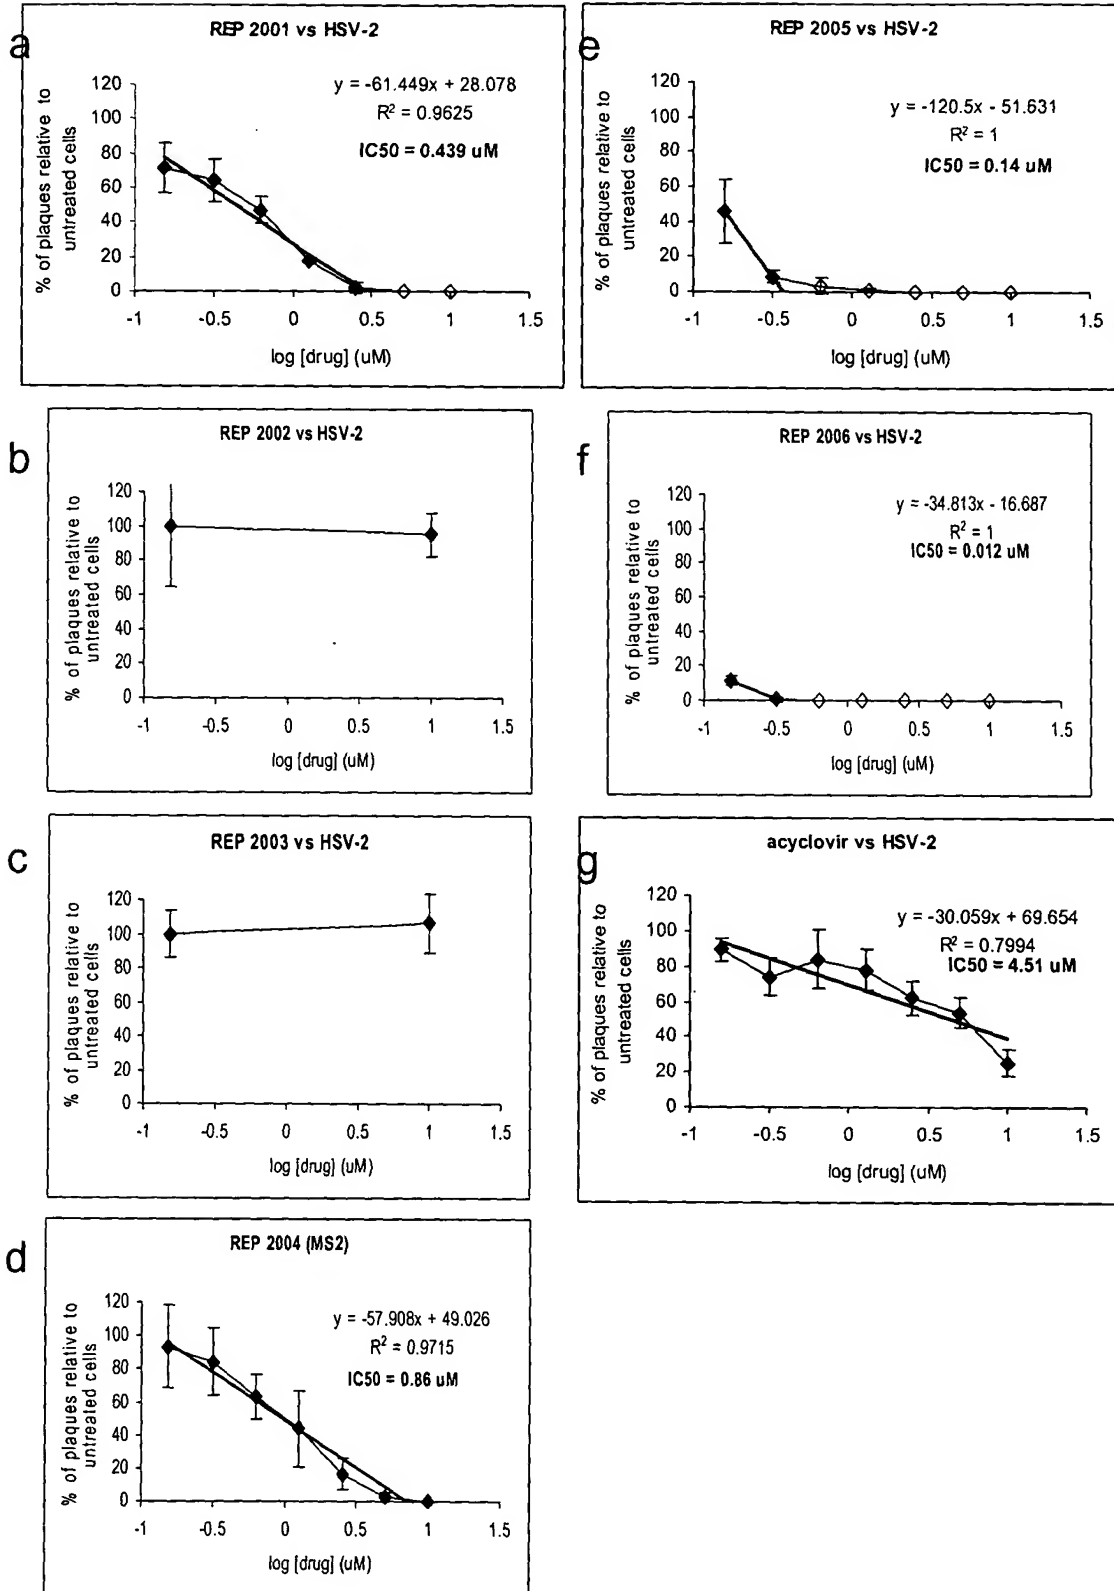 a
REP 2001 vs HSV-2
% of plaques relative to
untreated cells
120
100
80
60
40
20
0
y = -61.449x + 28.078
R² = 0.9625
IC50 = 0.439 uM
-1 -0.5 0 0.5 1 1.5
log [drug] (uM)
b
REP 2002 vs HSV-2
% of plaques relative to
untreated cells
120
100
80
60
40
20
0
-1 -0.5 0 0.5 1 1.5
log [drug] (uM)
c
REP 2003 vs HSV-2
% of plaques relative to
untreated cells
120
100
80
60
40
20
0
-1 -0.5 0 0.5 1 1.5
log [drug] (uM)
d
REP 2004 (MS2)
% of plaques relative to
untreated cells
120
100
80
60
40
20
0
y = -57.908x + 49.026
R² = 0.9715
IC50 = 0.86 uM
-1 -0.5 0 0.5 1 1.5
log [drug] (uM)
e
REP 2005 vs HSV-2
% of plaques relative to
untreated cells
120
100
80
60
40
20
0
y = -120.5x - 51.631
R² = 1
IC50 = 0.14 uM
-1 -0.5 0 0.5 1 1.5
log [drug] (uM)
f
REP 2006 vs HSV-2
% of plaques relative to
untreated cells
120
100
80
60
40
20
0
y = -34.813x - 16.687
R² = 1
IC50 = 0.012 uM
-1 -0.5 0 0.5 1 1.5
log [drug] (uM)
g
acyclovir vs HSV-2
% of plaques relative to
untreated cells
120
100
80
60
40
20
0
y = -30.059x + 69.654
R² = 0.7994
IC50 = 4.51 uM
-1 -0.5 0 0.5 1 1.5
log [drug] (uM)